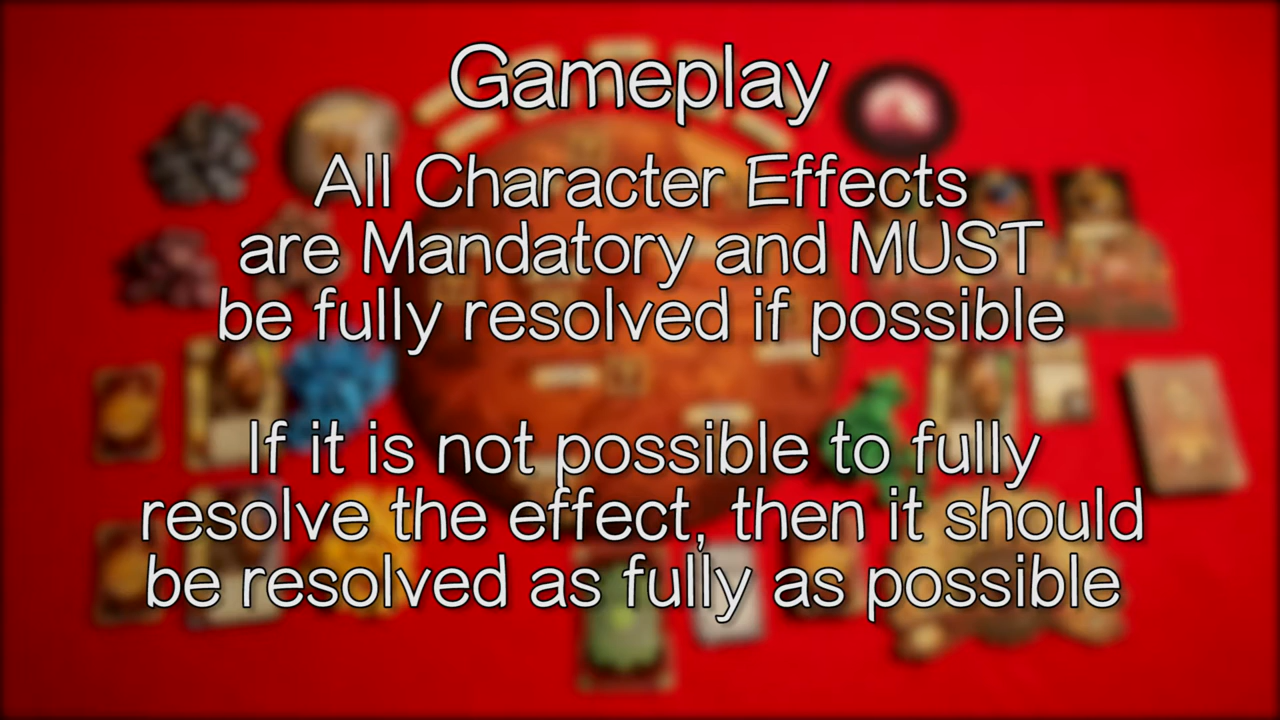 Gameplay
All Character Effects
are Mandatory and MUST
be fully resolved if possible
If it is not possible to fully
resolve the effect, then it should
be resolved as fully as possible